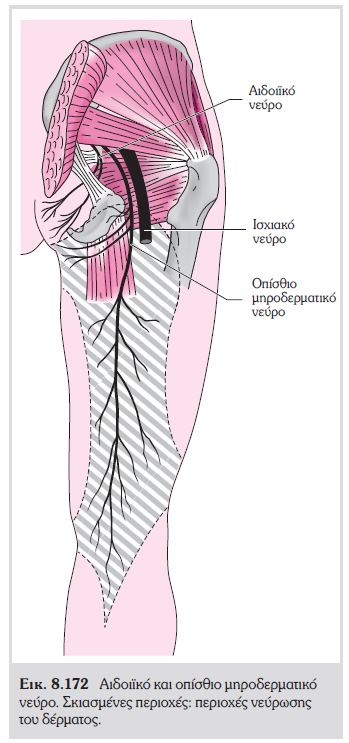 Αιδοιϊκό
νεύρο
Ισχιακό
νεύρο
Οπίσθιο
μηροδερματικό
νεύρο
Εικ. 8.172 Αιδοιϊκό και οπίσθιο μηροδερματικό
νεύρο. Σκιασμένες περιοχές: περιοχές νεύρωσης
του δέρματος.